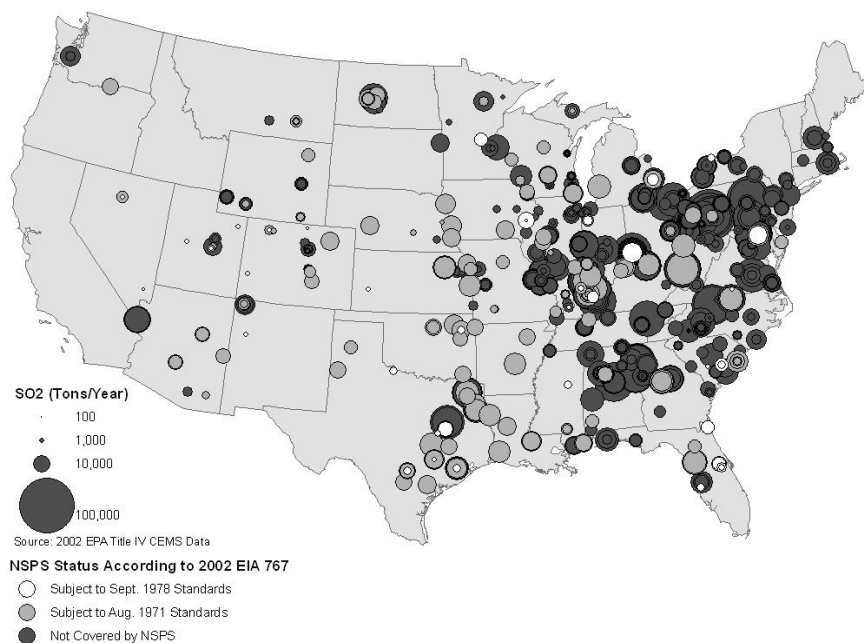 SO2 (Tons/Year)
100
1,000
10,000
100,000
Source: 2002 EPA Title IV CEMS Data
NSPS Status According to 2002 EIA 767
Subject to Sept. 1978 Standards
Subject to Aug. 1971 Standards
Not Covered by NSPS